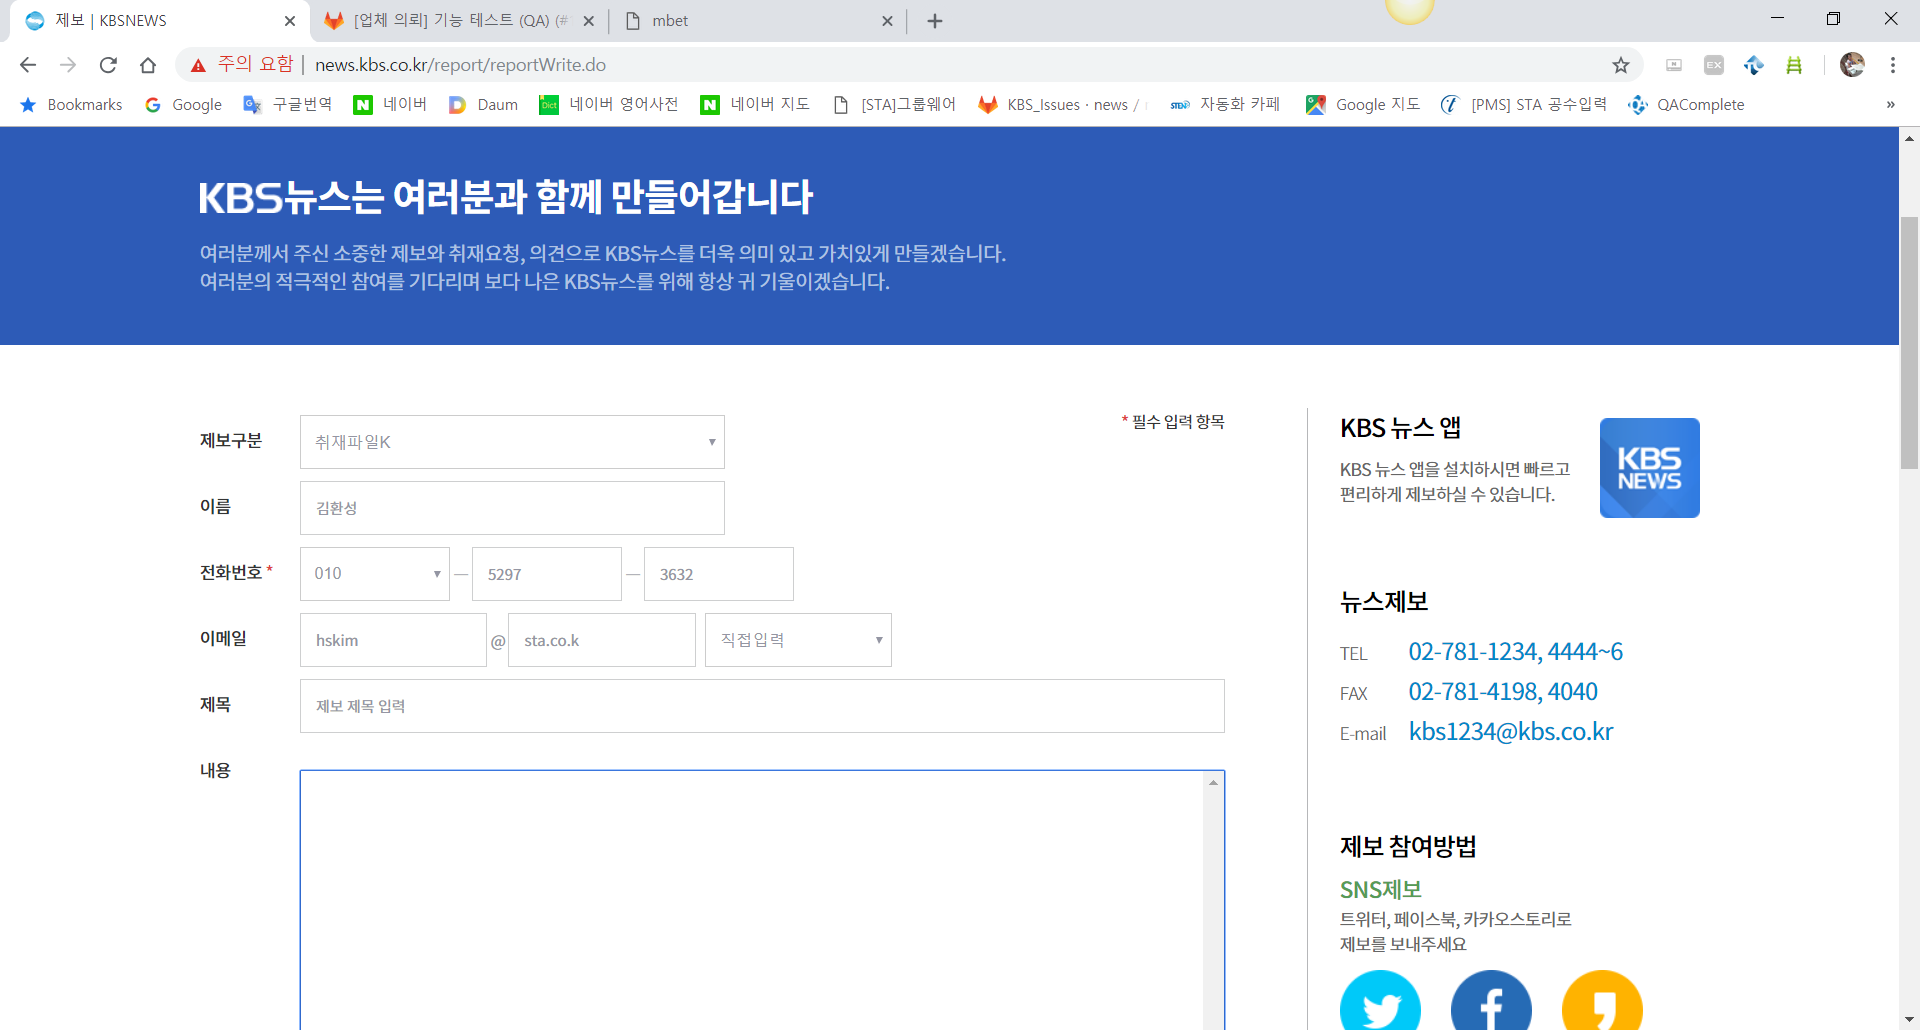 제보 | KBSNEWS
[업체 의뢰] 기능 테스트 (QA) (#
mbet
주의 요함 | news.kbs.co.kr/report/reportWrite.do
EX
Bookmarks Google 구글번역 네이버 Daum 네이버 영어사전 네이버 지도 [STA]그룹웨어 KBS_Issues · news / 자동화 카페 Google 지도 [PMS] STA 공수입력 QAComplete »
KBS뉴스는 여러분과 함께 만들어갑니다
여러분께서 주신 소중한 제보와 취재요청, 의견으로 KBS뉴스를 더욱 의미 있고 가치있게 만들겠습니다.
여러분의 적극적인 참여를 기다리며 보다 나은 KBS뉴스를 위해 항상 귀 기울이겠습니다.
* 필수 입력 항목
제보구분 취재파일K
이름 김환성
전화번호 * 010 — 5297 — 3632
이메일 hskim @ sta.co.k 직접입력
제목 제보 제목 입력
내용
KBS 뉴스 앱
KBS 뉴스 앱을 설치하시면 빠르고
편리하게 제보하실 수 있습니다.
KBS
NEWS
뉴스제보
TEL 02-781-1234, 4444~6
FAX 02-781-4198, 4040
E-mail kbs1234@kbs.co.kr
제보 참여방법
SNS제보
트위터, 페이스북, 카카오스토리로
제보를 보내주세요